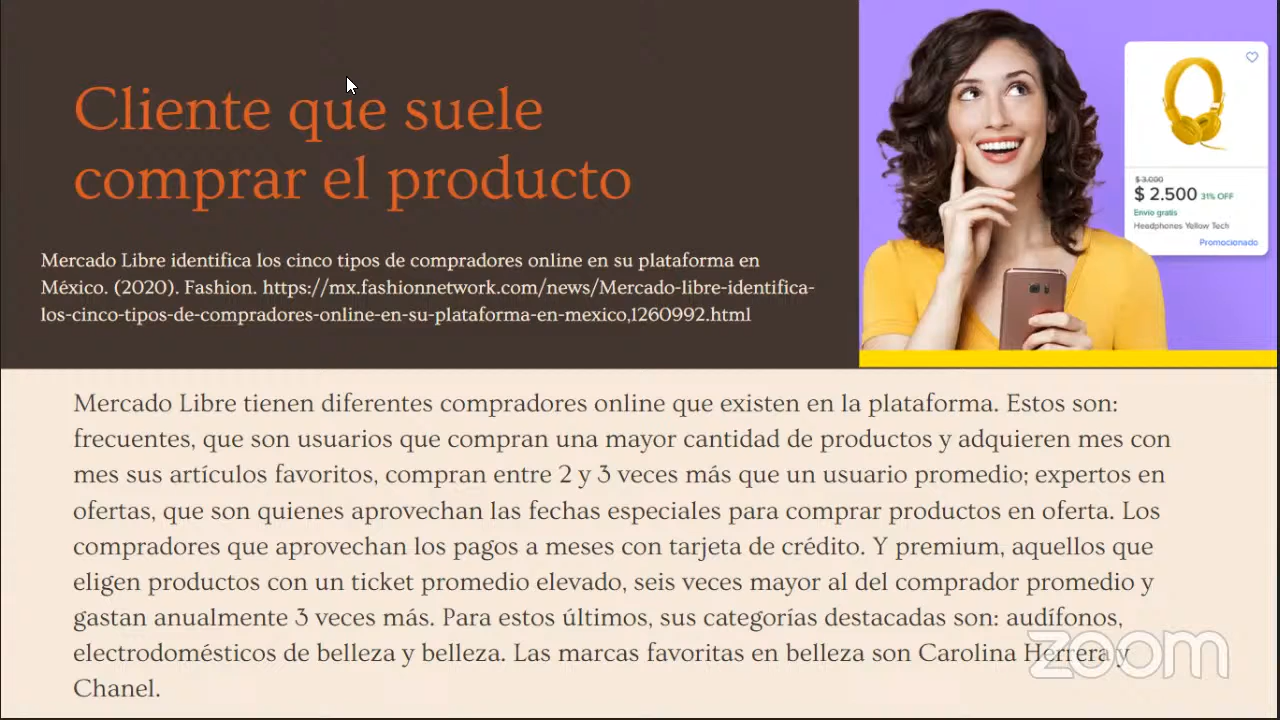 Cliente que suele
comprar el producto
Mercado Libre identifica los cinco tipos de compradores online en su plataforma en
México. (2020). Fashion. https://mx.fashionnetwork.com/news/Mercado-libre-identifica-
los-cinco-tipos-de-compradores-online-en-su-plataforma-en-mexico,1260992.html
$ 3.000
$ 2.500 31% OFF
Envío gratis
Headphones Yellow Tech
Promocionado
Mercado Libre tienen diferentes compradores online que existen en la plataforma. Estos son:
frecuentes, que son usuarios que compran una mayor cantidad de productos y adquieren mes con
mes sus artículos favoritos, compran entre 2 y 3 veces más que un usuario promedio; expertos en
ofertas, que son quienes aprovechan las fechas especiales para comprar productos en oferta. Los
compradores que aprovechan los pagos a meses con tarjeta de crédito. Y premium, aquellos que
eligen productos con un ticket promedio elevado, seis veces mayor al del comprador promedio y
gastan anualmente 3 veces más. Para estos últimos, sus categorías destacadas son: audífonos,
electrodomésticos de belleza y belleza. Las marcas favoritas en belleza son Carolina Herrera y
Chanel.
zoom